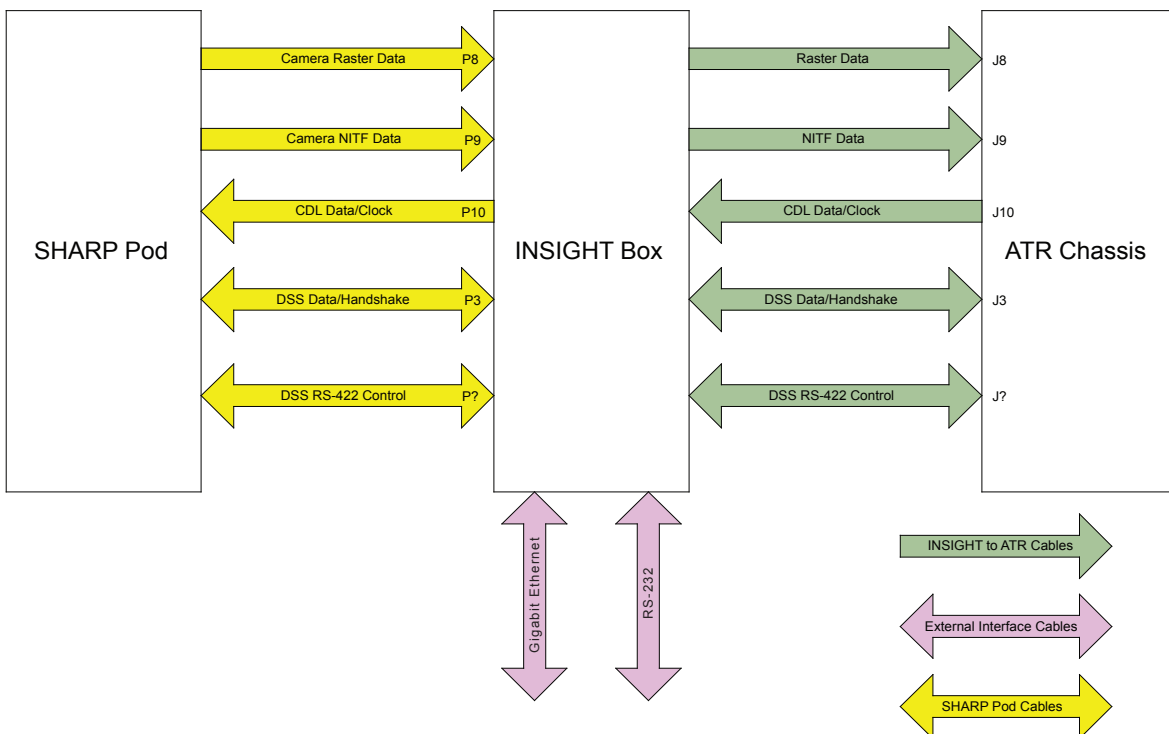 Camera Raster Data P8
Raster Data J8
Camera NITF Data P9
NITF Data J9
CDL Data/Clock P10
CDL Data/Clock J10
SHARP Pod
INSIGHT Box
ATR Chassis
DSS Data/Handshake P3
DSS Data/Handshake J3
DSS RS-422 Control P?
DSS RS-422 Control J?
Gigabit Ethernet
RS-232
INSIGHT to ATR Cables
External Interface Cables
SHARP Pod Cables